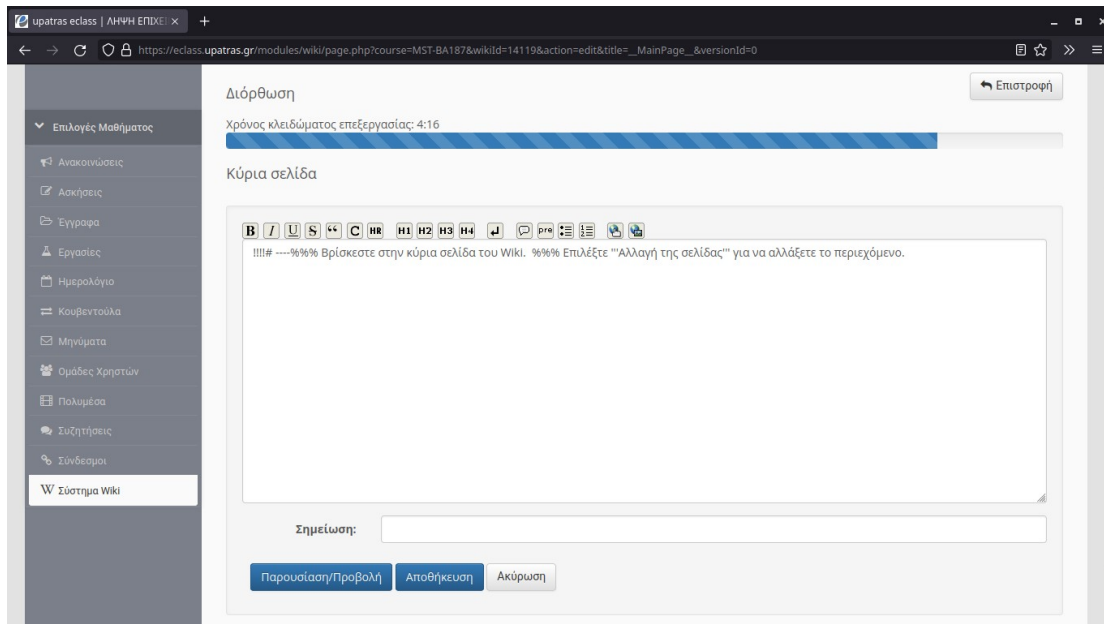 upatras eclass | ΛΗΨΗ ΕΠΙΧΕΙ
https://eclass.upatras.gr/modules/wiki/page.php?course=MST-BA187&wikiId=14119&action=edit&title=__MainPage__&versionId=0
Διόρθωση
Επιστροφή
Χρόνος κλειδώματος επεξεργασίας: 4:16
Κύρια σελίδα
Επιλογές Μαθήματος
Ανακοινώσεις
Ασκήσεις
Έγγραφα
Εργασίες
Ημερολόγιο
Κουβεντούλα
Μηνύματα
Ομάδες Χρηστών
Πολυμέσα
Συζητήσεις
Σύνδεσμοι
W Σύστημα Wiki
B I U S “ C HR H1 H2 H3 H4 pre
!!!!# ----%%% Βρίσκεστε στην κύρια σελίδα του Wiki. %%% Επιλέξτε '''Αλλαγή της σελίδας''' για να αλλάξετε το περιεχόμενο.
Σημείωση:
Παρουσίαση/Προβολή Αποθήκευση Ακύρωση